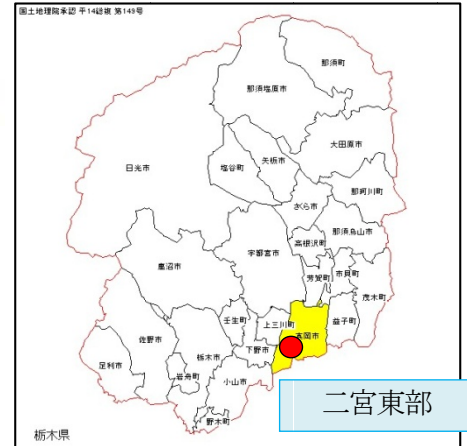 国土地理院承認 平14総複 第149号
那須町
那須塩原市
大田原市
矢板市
塩谷町
日光市
那珂川町
さくら市
那須烏山市
高根沢町
宇都宮市
鹿沼市
芳賀町
市貝町
茂木町
壬生町
上三川町
真岡市
益子町
佐野市
栃木市
下野市
足利市
岩舟町
小山市
野木町
二宮東部
栃木県